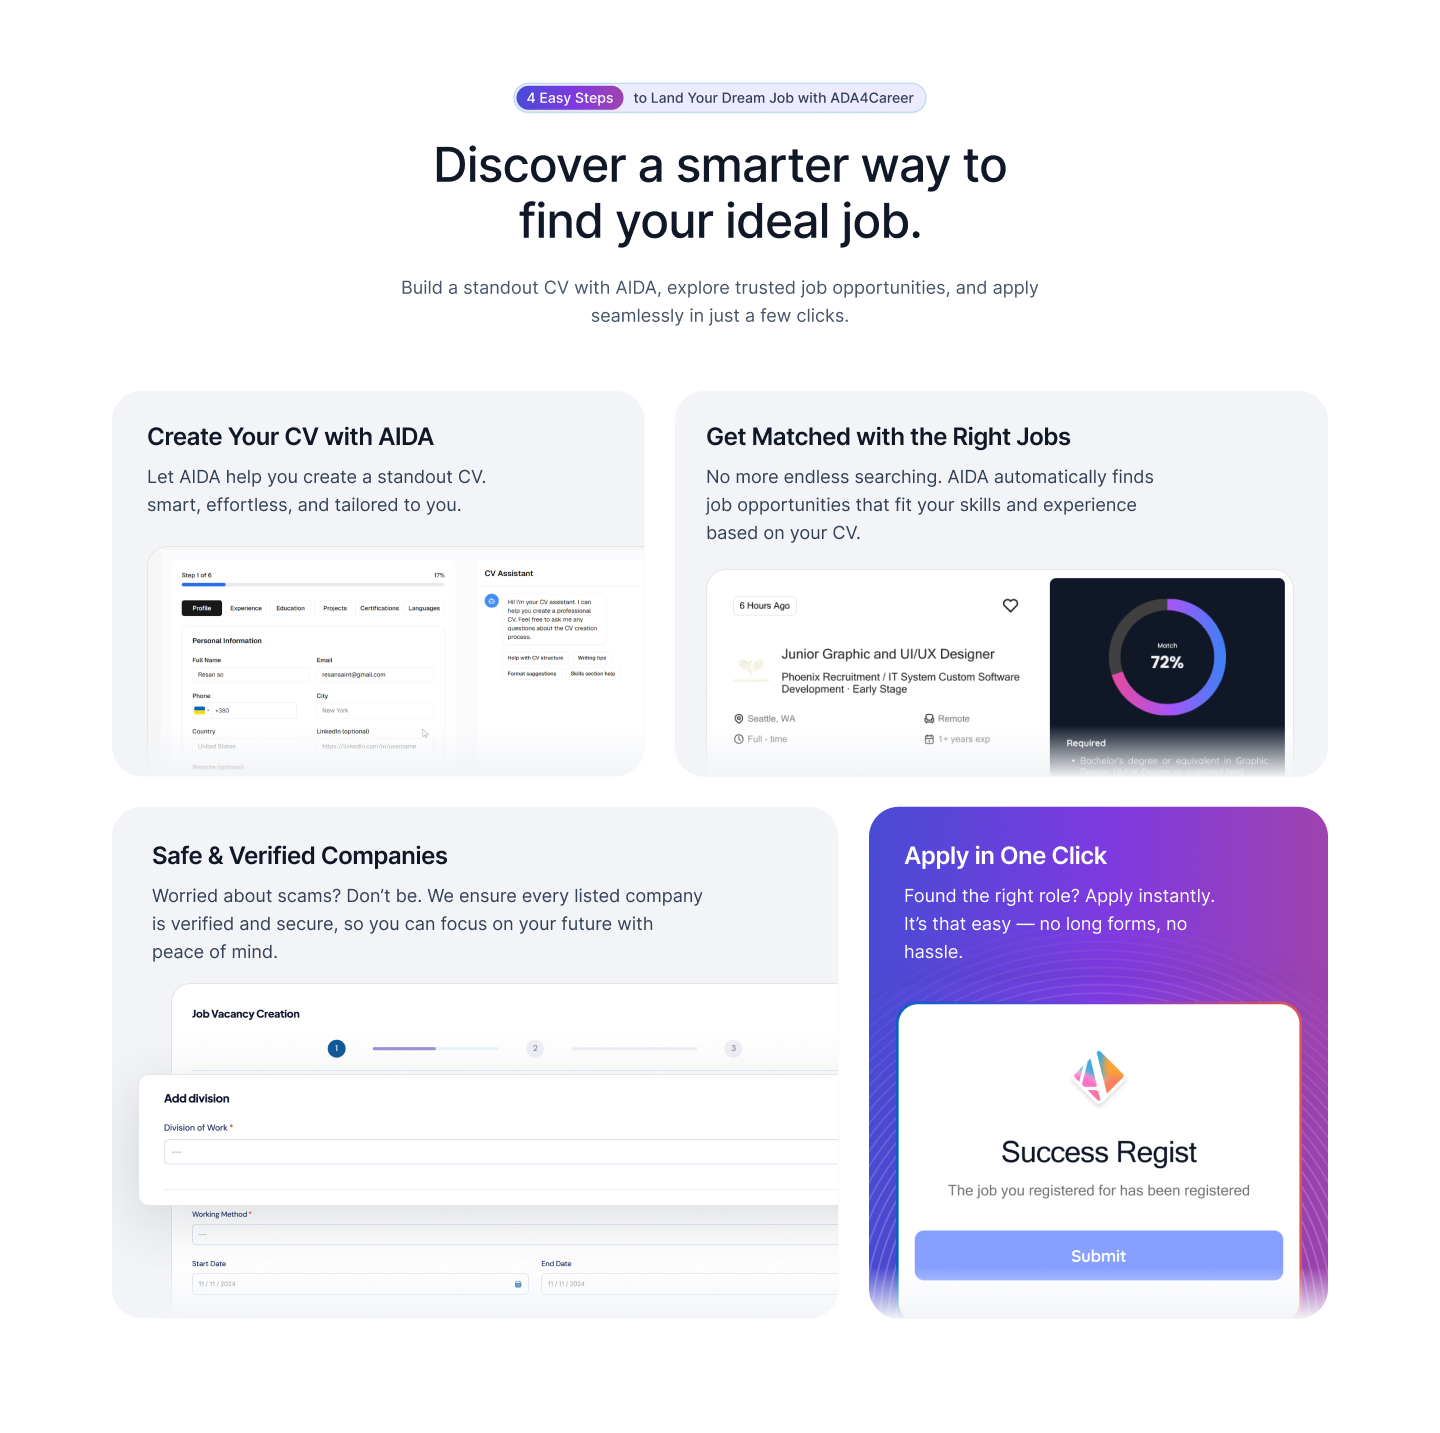 4 Easy Steps to Land Your Dream Job with ADA4Career
Discover a smarter way to
find your ideal job.
Build a standout CV with AIDA, explore trusted job opportunities, and apply
seamlessly in just a few clicks.
Create Your CV with AIDA
Let AIDA help you create a standout CV.
smart, effortless, and tailored to you.
Step 1 of 6
17%
Profile Experience Education Projects Certifications Languages
Personal Information
Full Name Email
Resan so resansaint@gmail.com
Phone City
+380 New York
Country LinkedIn (optional)
United States https://linkedin.com/in/username
Website (optional)
CV Assistant
Hi! I'm your CV assistant. I can
help you create a professional
CV. Feel free to ask me any
questions about the CV creation
process.
Help with CV structure Writing tips
Format suggestions Skills section help
Get Matched with the Right Jobs
No more endless searching. AIDA automatically finds
job opportunities that fit your skills and experience
based on your CV.
6 Hours Ago
Junior Graphic and UI/UX Designer
Phoenix Recruitment / IT System Custom Software
Development · Early Stage
Seattle, WA Remote
Full - time 1+ years exp
Match
72%
Required
• Bachelor's degree or equivalent in Graphic
Safe & Verified Companies
Worried about scams? Don’t be. We ensure every listed company
is verified and secure, so you can focus on your future with
peace of mind.
Job Vacancy Creation
1 2 3
Add division
Division of Work *
---
Working Method *
---
Start Date End Date
11 / 11 / 2024 11 / 11 / 2024
Apply in One Click
Found the right role? Apply instantly.
It’s that easy — no long forms, no
hassle.
Success Regist
The job you registered for has been registered
Submit